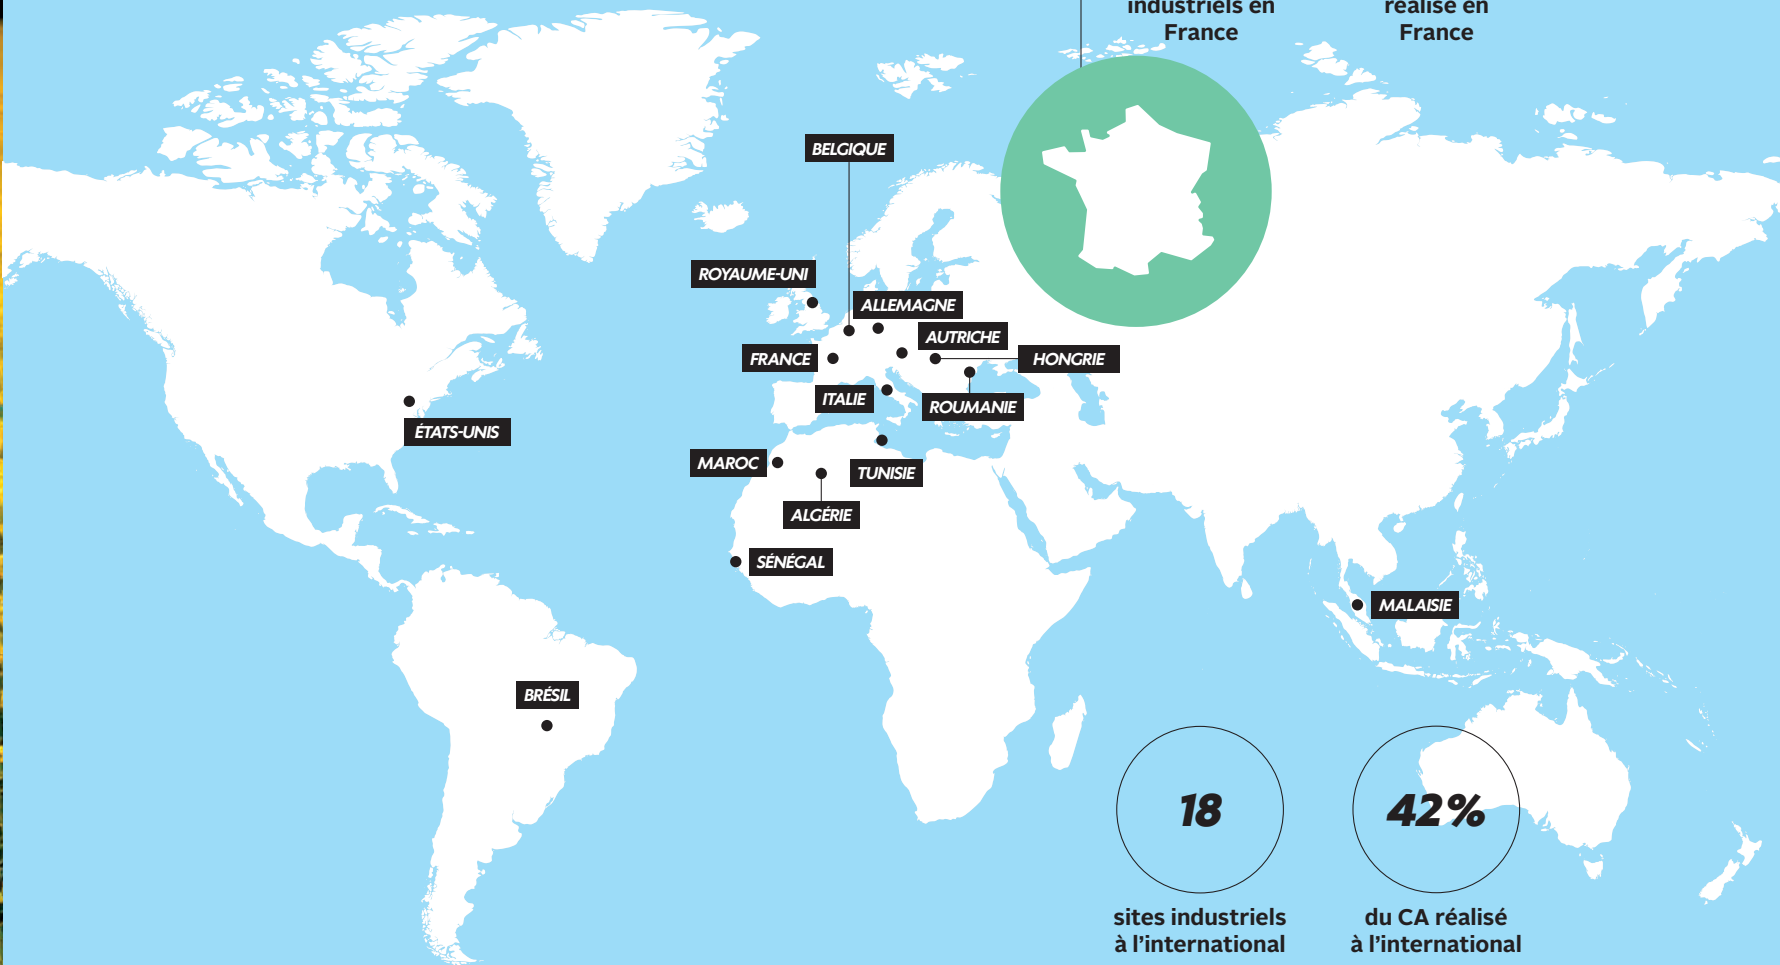 industriels en
France
réalisé en
France
BELGIQUE
ROYAUME-UNI
ALLEMAGNE
AUTRICHE
FRANCE
HONGRIE
ITALIE
ROUMANIE
ÉTATS-UNIS
MAROC
TUNISIE
ALGÉRIE
SÉNÉGAL
MALAISIE
BRÉSIL
18
sites industriels
à l’international
42%
du CA réalisé
à l’international